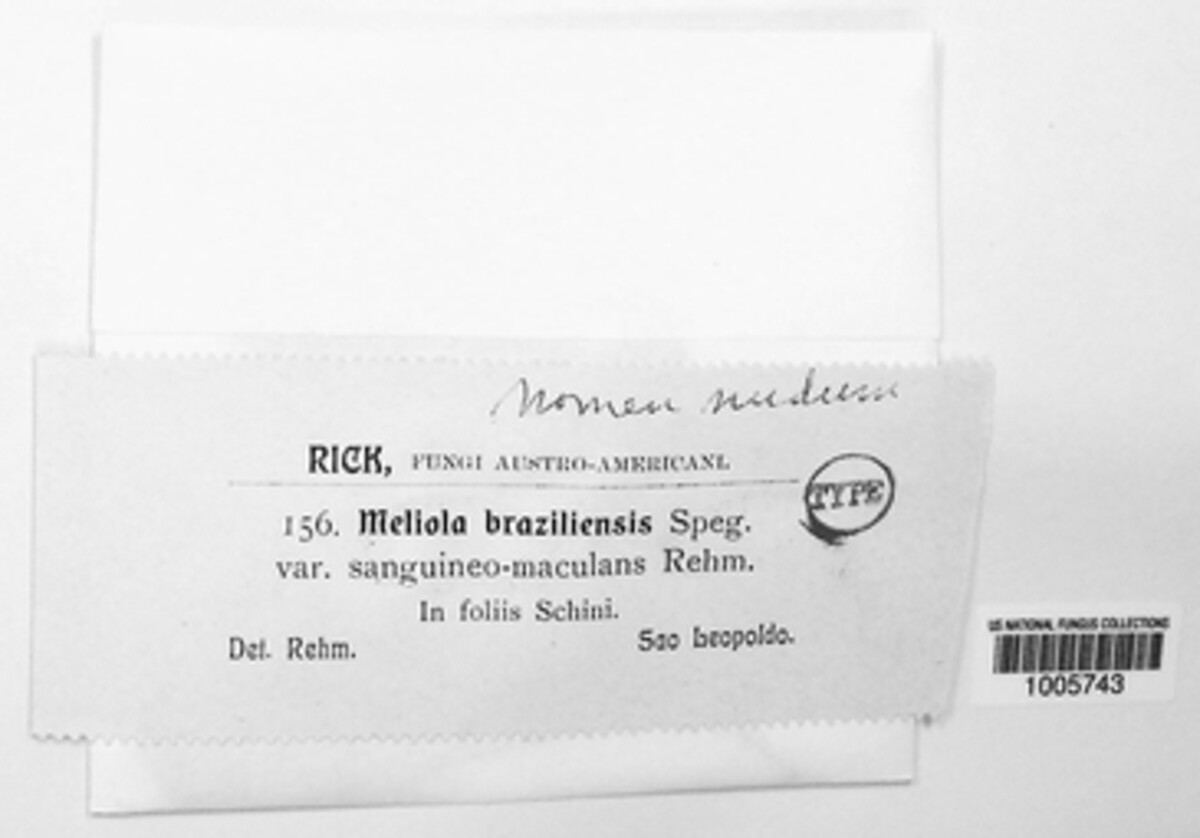 Nomen nudum
RICK, FUNGI AUSTRO-AMERICANI.
TYPE
156. Meliola braziliensis Speg.
var. sanguineo-maculans Rehm.
In foliis Schini.
Det. Rehm. Sao Leopoldo.
US NATIONAL FUNGUS COLLECTIONS
1005743